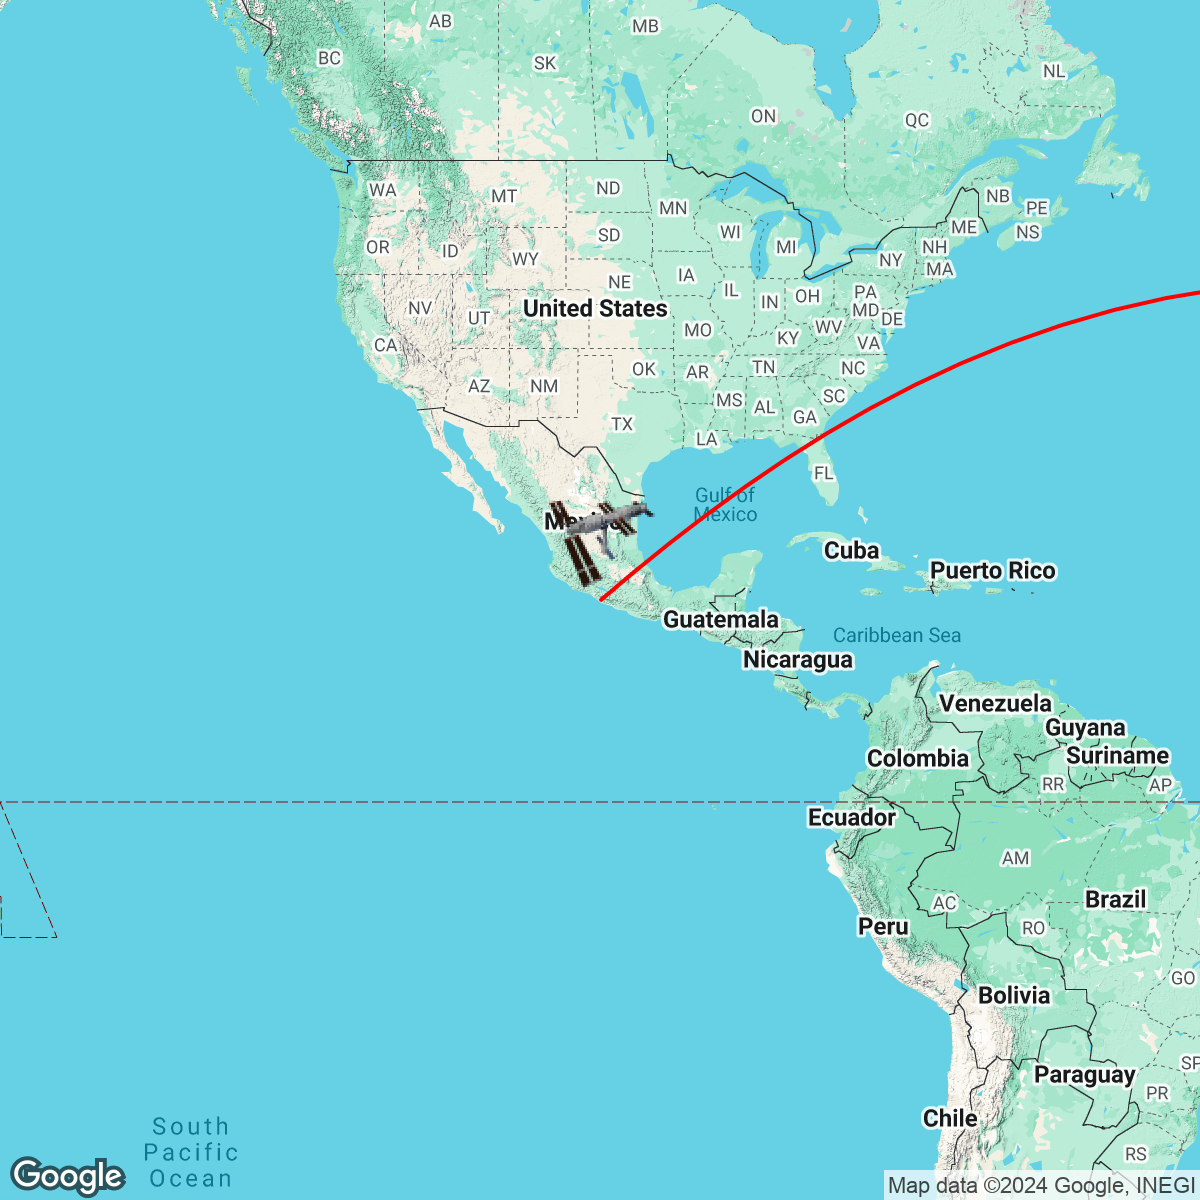 AB
MB
BC
SK
NL
ON
QC
WA
MT
ND
MN
NB
PE
OR
ID
SD
WI
MI
ME
NS
NH
WY
NY
MA
NE
IA
IL
IN
OH
PA
NV
UT
United States
MD
DE
MO
WV
CA
KY
VA
OK
AR
TN
NC
AZ
NM
MS
AL
SC
GA
TX
LA
FL
Gulf of
Mexico
Mexico
Cuba
Puerto Rico
Guatemala
Caribbean Sea
Nicaragua
Venezuela
Guyana
Colombia
Suriname
RR
AP
Ecuador
AM
AC
Brazil
Peru
RO
GO
Bolivia
SP
Paraguay
PR
Chile
South
Pacific
Ocean
RS
Google
Map data ©2024 Google, INEGI